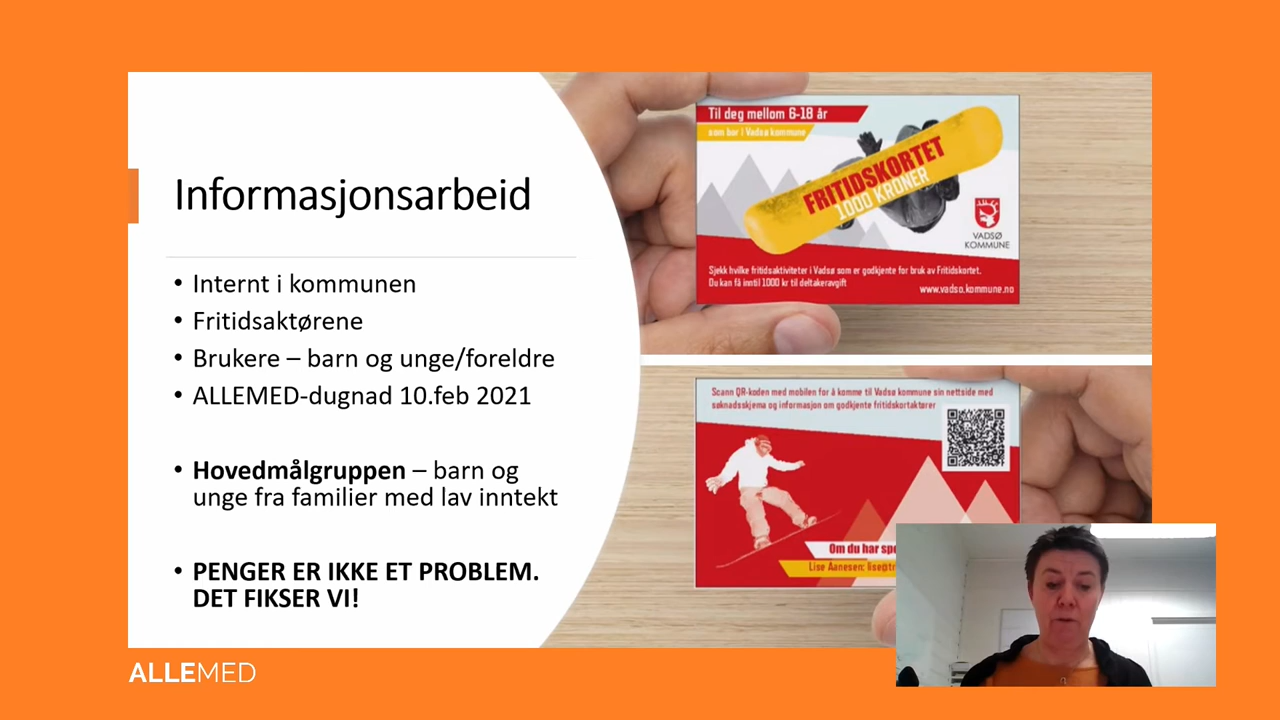 Informasjonsarbeid
• Internt i kommunen
• Fritidsaktørene
• Brukere – barn og unge/foreldre
• ALLEMED-dugnad 10.feb 2021
• Hovedmålgruppen – barn og
unge fra familier med lav inntekt
• PENGER ER IKKE ET PROBLEM.
DET FIKSER VI!
Til deg mellom 6-18 år
som bor i Vadsø kommune
FRITIDSKORTET
1000 KRONER
VADSØ
KOMMUNE
Sjekk hvilke fritidsaktiviteter i Vadsø som er godkjente for bruk av Fritidskortet.
Du kan få inntil 1000 kr til deltakeravgift
www.vadso.kommune.no
Scann QR-koden med mobilen for å komme til Vadsø kommune sin nettside med
søknadsskjema og informasjon om godkjente fritidskortaktører
Om du har
Lise Aanesen:
ALLEMED